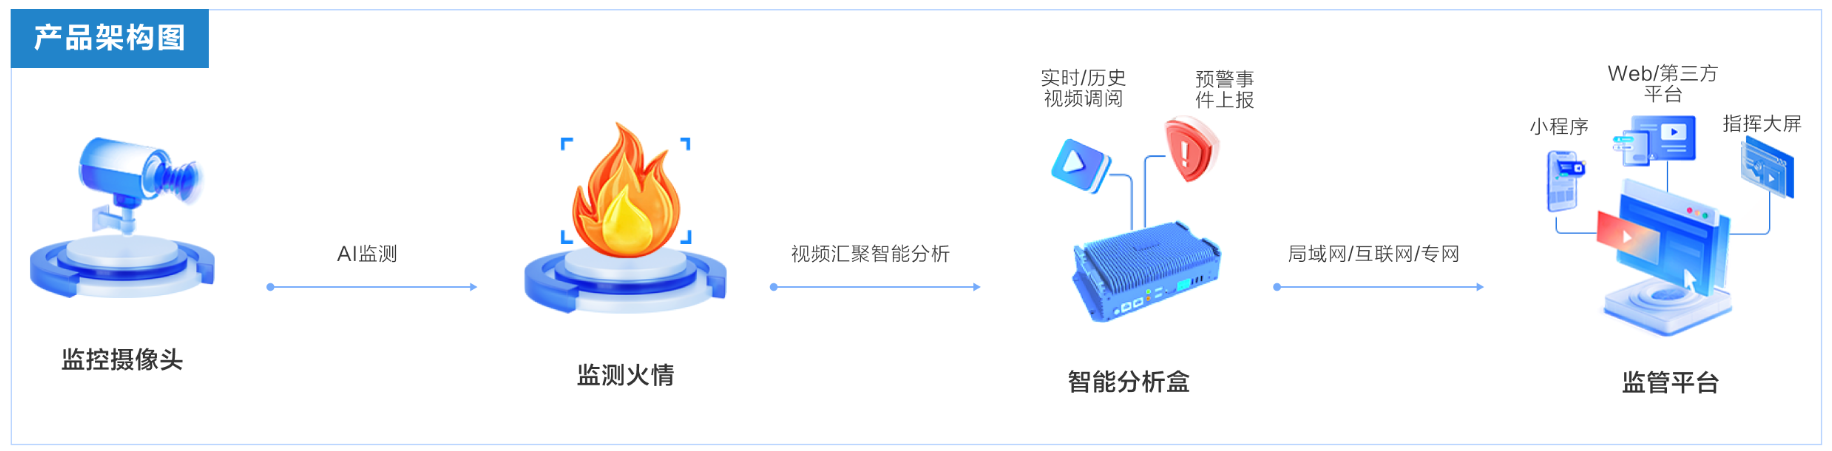 产品架构图
实时/历史
视频调阅
预警事
件上报
Web/第三方
平台
小程序
指挥大屏
AI监测
视频汇聚智能分析
局域网/互联网/专网
监控摄像头
监测火情
智能分析盒
监管平台